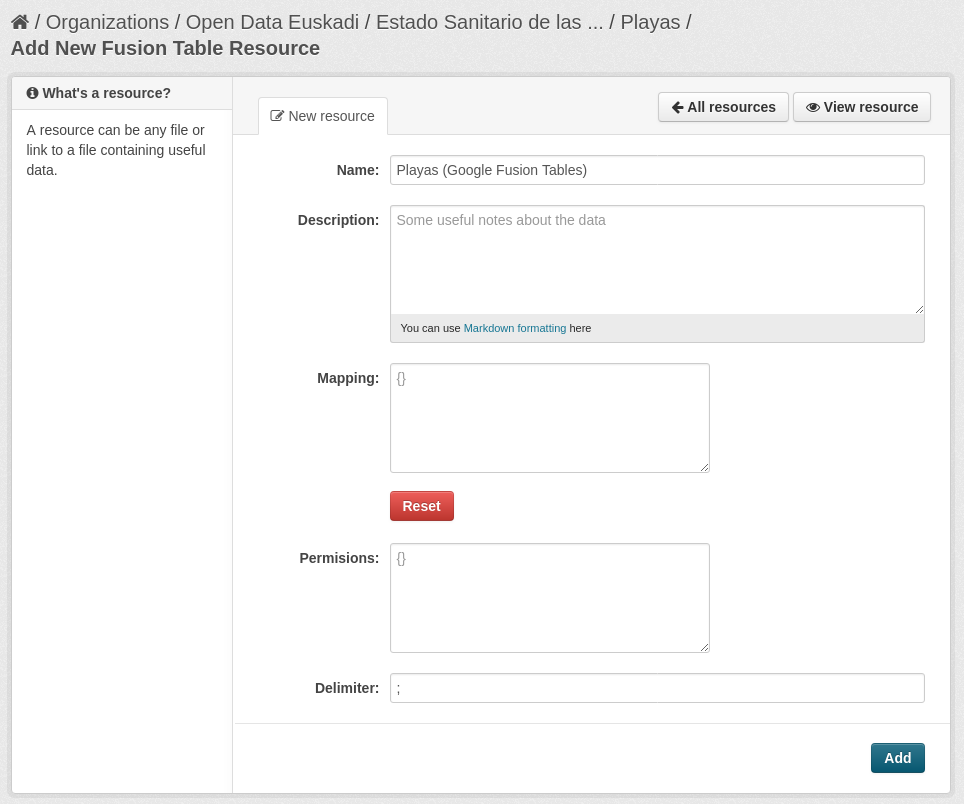 / Organizations / Open Data Euskadi / Estado Sanitario de las ... / Playas /
Add New Fusion Table Resource
What's a resource?
A resource can be any file or
link to a file containing useful
data.
New resource
All resources
View resource
Name:
Playas (Google Fusion Tables)
Description:
Some useful notes about the data
You can use Markdown formatting here
Mapping:
{}
Reset
Permisions:
{}
Delimiter:
;
Add